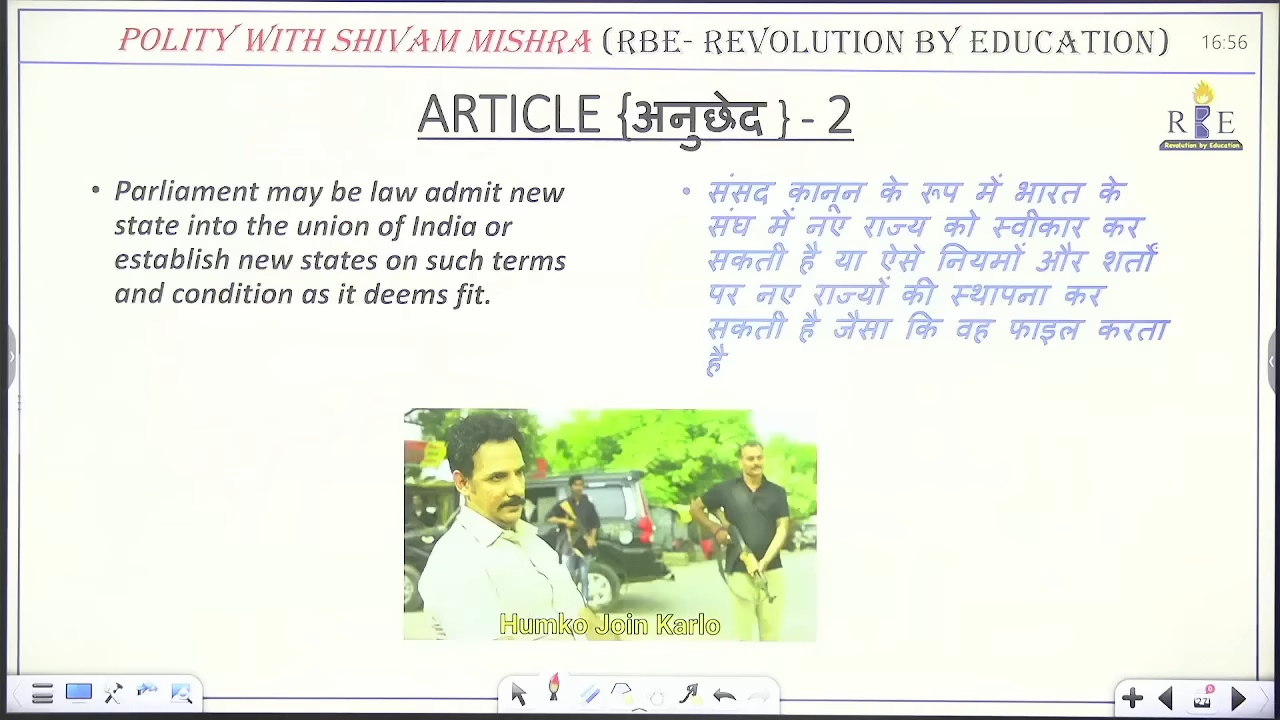 POLITY WITH SHIVAM MISHRA (RBE- REVOLUTION BY EDUCATION)
16:56
ARTICLE {अनुछेद } - 2
RBE
Revolution by Education
• Parliament may be law admit new
state into the union of India or
establish new states on such terms
and condition as it deems fit.
• संसद कानून के रूप में भारत के
संघ में नए राज्य को स्वीकार कर
सकती है या ऐसे नियमों और शर्तों
पर नए राज्यों की स्थापना कर
सकती है जैसा कि वह फाइल करता
है
Humko Join Karlo
27